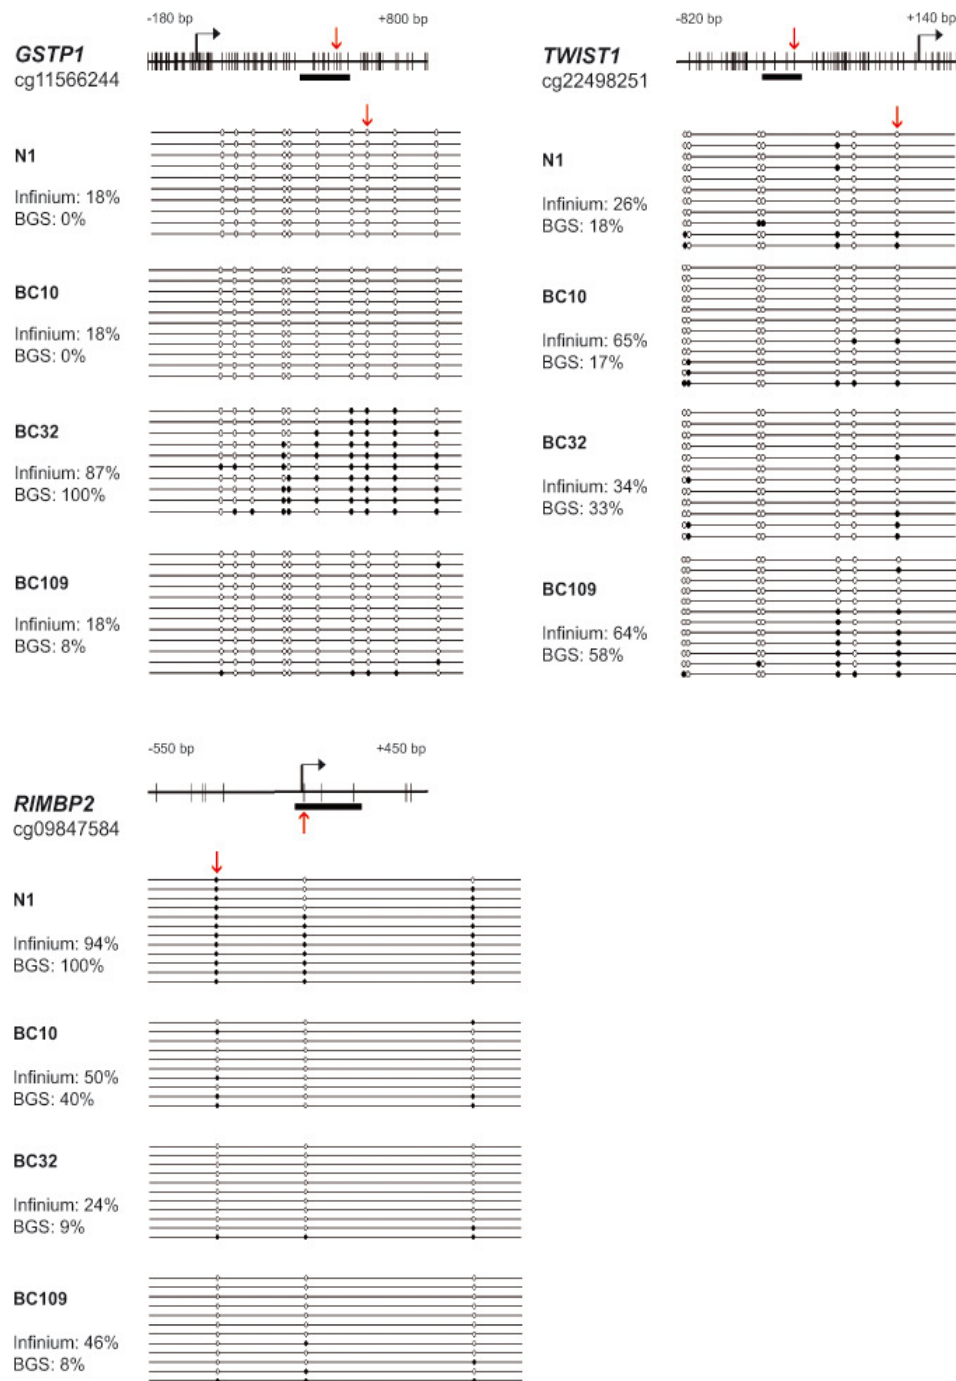 -180 bp
+800 bp
GSTP1
cg11566244
N1
Infinium: 18%
BGS: 0%
BC10
Infinium: 18%
BGS: 0%
BC32
Infinium: 87%
BGS: 100%
BC109
Infinium: 18%
BGS: 8%
-820 bp
+140 bp
TWIST1
cg22498251
N1
Infinium: 26%
BGS: 18%
BC10
Infinium: 65%
BGS: 17%
BC32
Infinium: 34%
BGS: 33%
BC109
Infinium: 64%
BGS: 58%
-550 bp
+450 bp
RIMBP2
cg09847584
N1
Infinium: 94%
BGS: 100%
BC10
Infinium: 50%
BGS: 40%
BC32
Infinium: 24%
BGS: 9%
BC109
Infinium: 46%
BGS: 8%